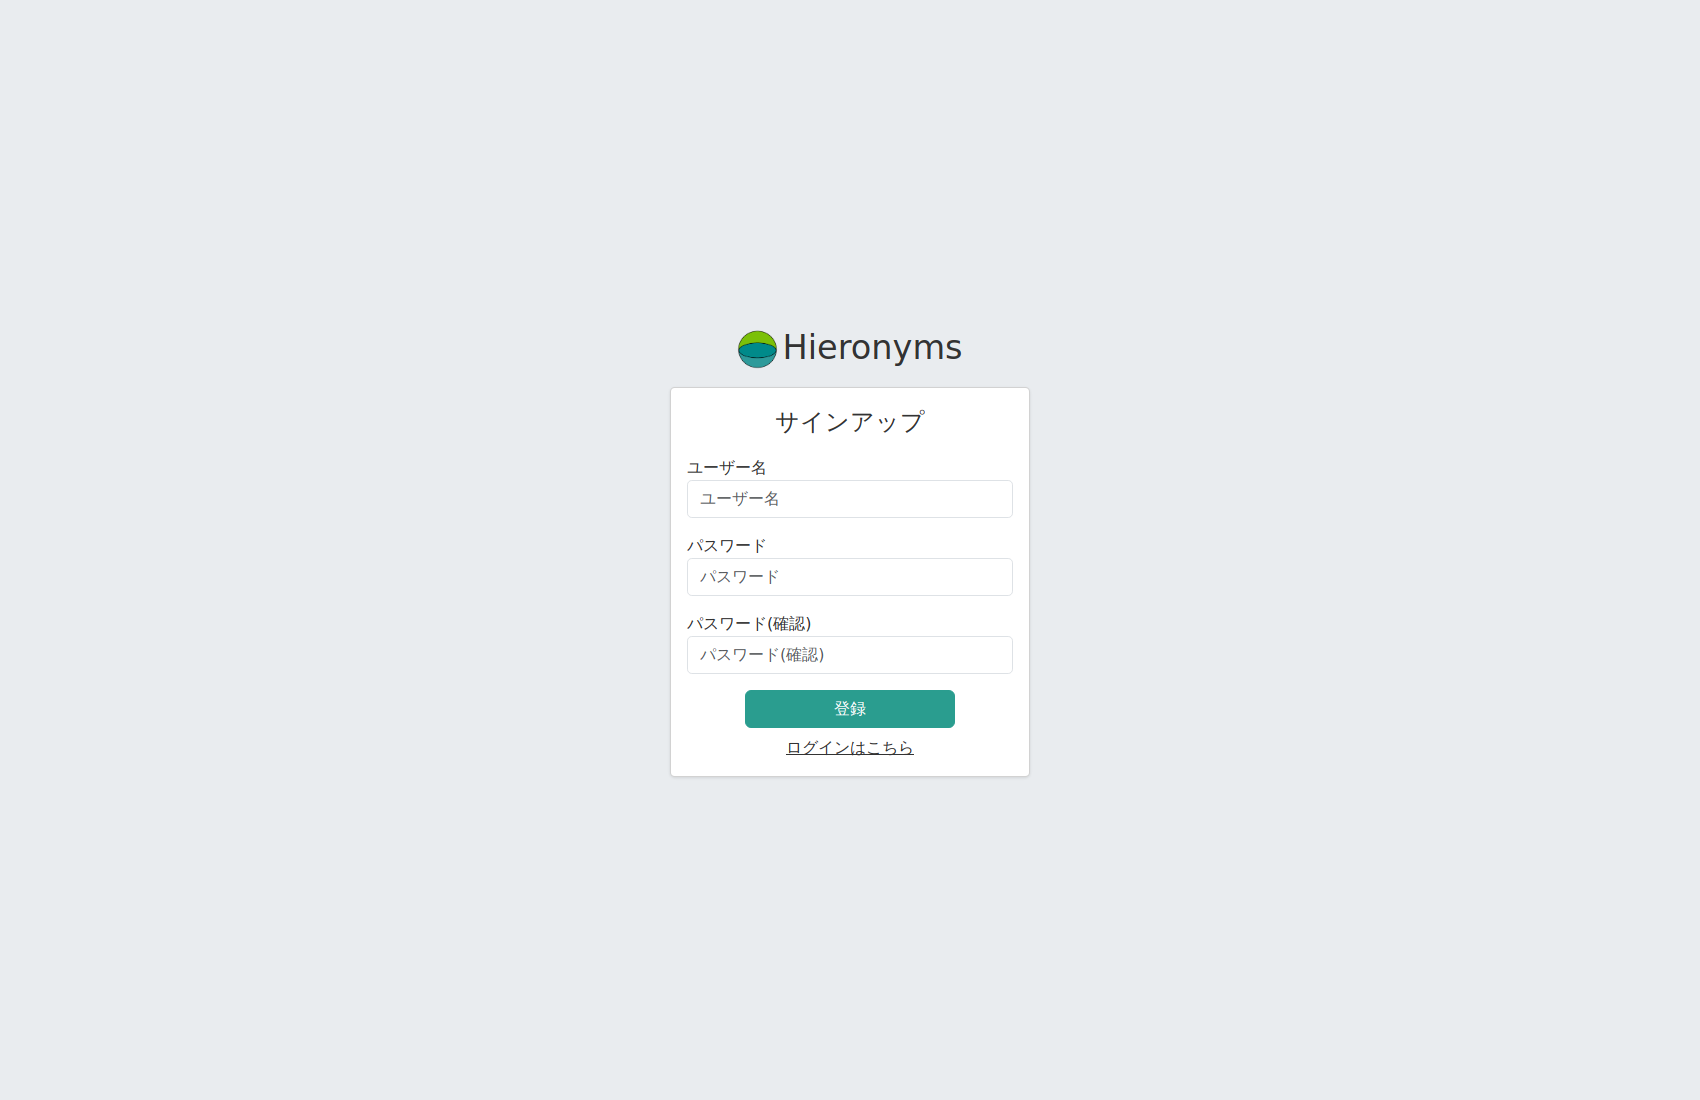 Hieronyms
サインアップ
ユーザー名
ユーザー名
パスワード
パスワード
パスワード(確認)
パスワード(確認)
登録
ログインはこちら